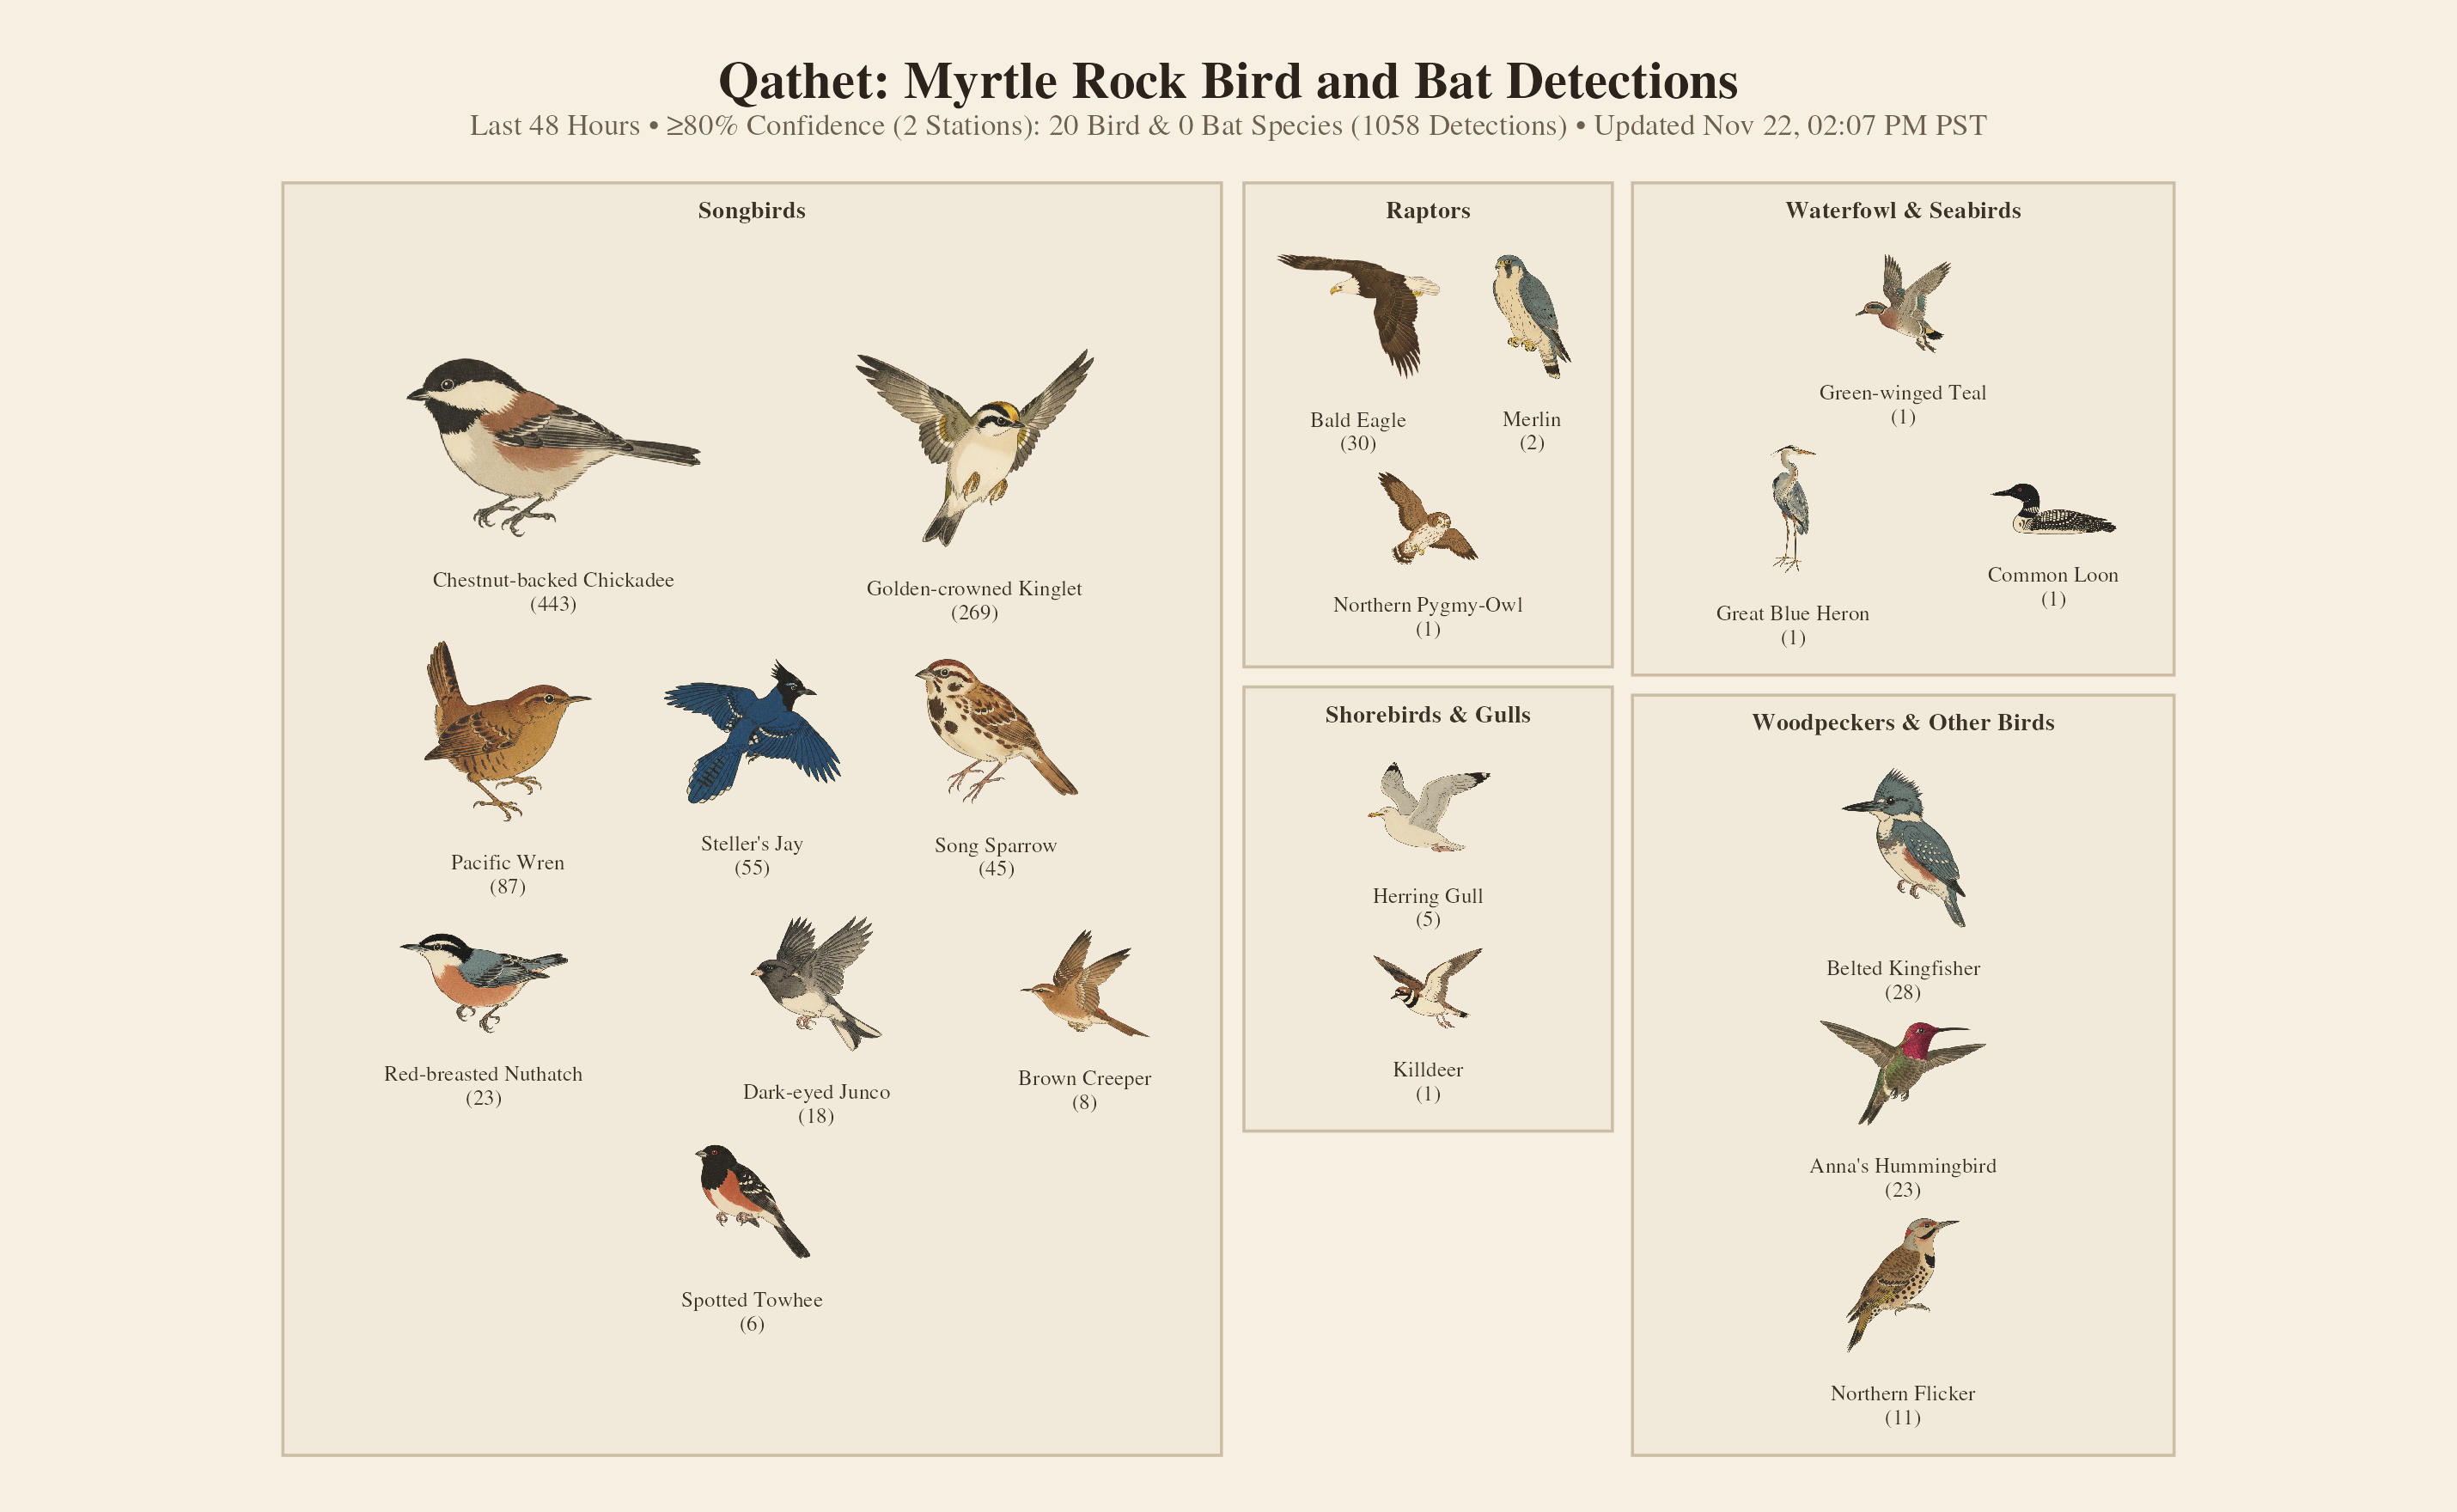 Qathet: Myrtle Rock Bird and Bat Detections
Last 48 Hours • ≥80% Confidence (2 Stations): 20 Bird & 0 Bat Species (1058 Detections) • Updated Nov 22, 02:07 PM PST
Songbirds
Chestnut-backed Chickadee
(443)
Golden-crowned Kinglet
(269)
Pacific Wren
(87)
Steller's Jay
(55)
Song Sparrow
(45)
Red-breasted Nuthatch
(23)
Dark-eyed Junco
(18)
Brown Creeper
(8)
Spotted Towhee
(6)
Raptors
Bald Eagle
(30)
Merlin
(2)
Northern Pygmy-Owl
(1)
Shorebirds & Gulls
Herring Gull
(5)
Killdeer
(1)
Waterfowl & Seabirds
Green-winged Teal
(1)
Great Blue Heron
(1)
Common Loon
(1)
Woodpeckers & Other Birds
Belted Kingfisher
(28)
Anna's Hummingbird
(23)
Northern Flicker
(11)